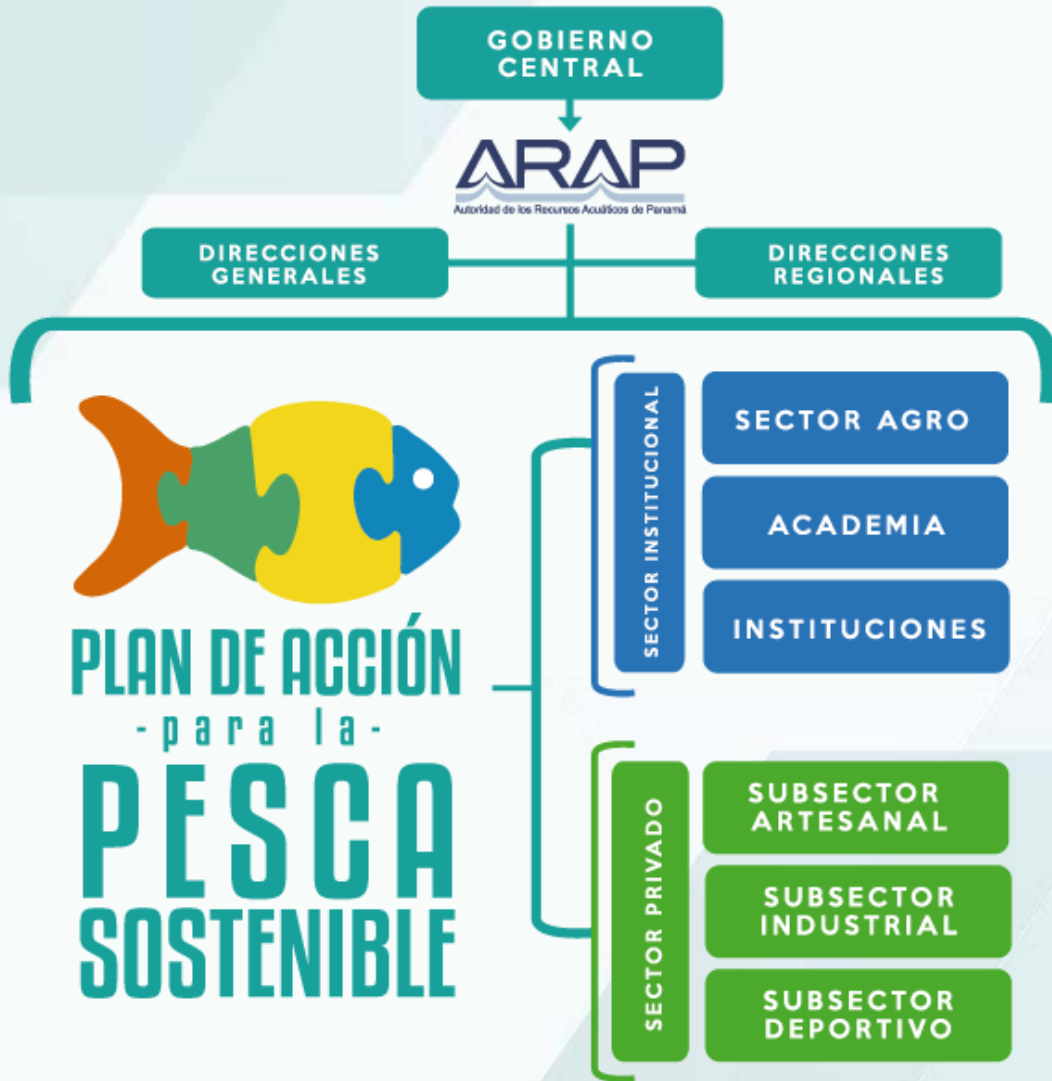 GOBIERNO
CENTRAL
ARAP
Autoridad de los Recursos Acuáticos de Panamá
DIRECCIONES
GENERALES
DIRECCIONES
REGIONALES
PLAN DE ACCIÓN
-para la-
PESCA
SOSTENIBLE
SECTOR INSTITUCIONAL
SECTOR AGRO
ACADEMIA
INSTITUCIONES
SECTOR PRIVADO
SUBSECTOR
ARTESANAL
SUBSECTOR
INDUSTRIAL
SUBSECTOR
DEPORTIVO